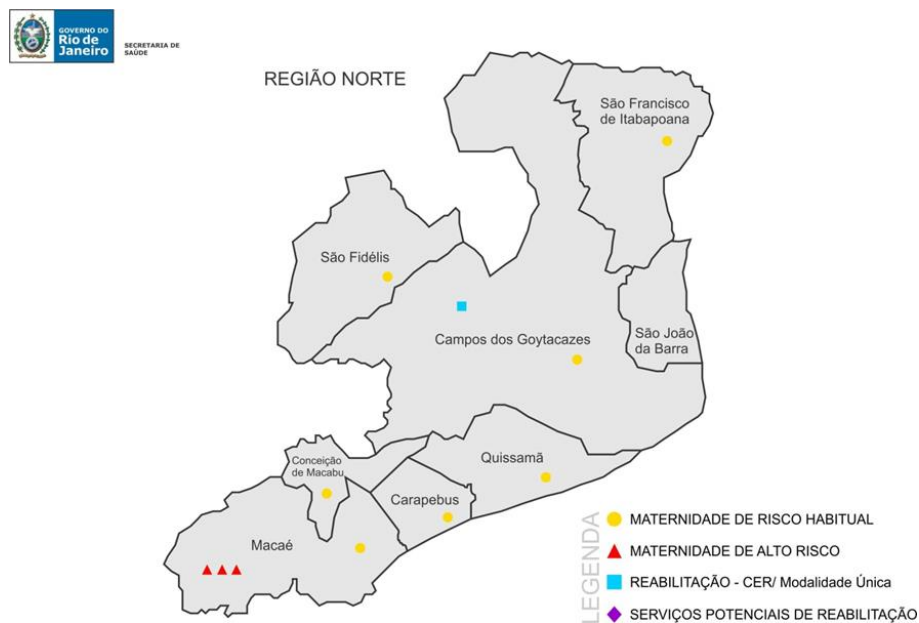 GOVERNO DO
Rio de
Janeiro
SECRETARIA DE
SAÚDE
REGIÃO NORTE
São Francisco
de Itabapoana
São Fidélis
São João
da Barra
Campos dos Goytacazes
Conceição
de Macabu
Quissamã
Carapebus
Macaé
LEGENDA
MATERNIDADE DE RISCO HABITUAL
MATERNIDADE DE ALTO RISCO
REABILITAÇÃO - CER/ Modalidade Única
SERVIÇOS POTENCIAIS DE REABILITAÇÃO